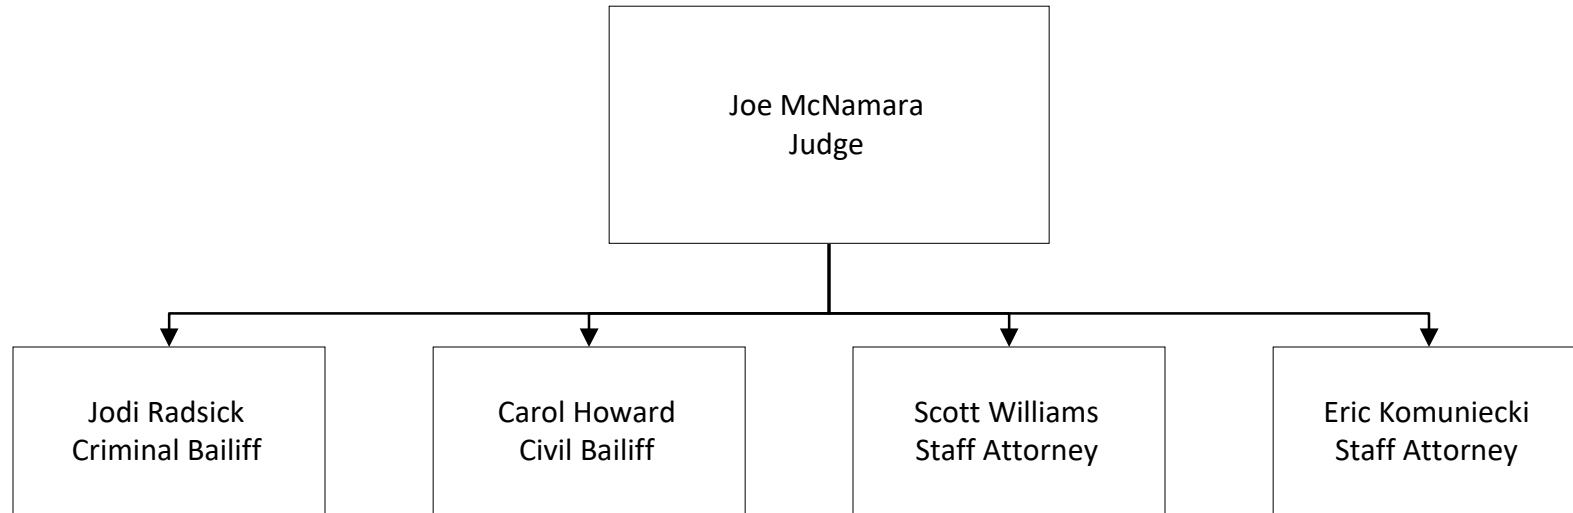 Joe McNamara
Judge
Jodi Radsick
Criminal Bailiff
Carol Howard
Civil Bailiff
Scott Williams
Staff Attorney
Eric Komuniecki
Staff Attorney